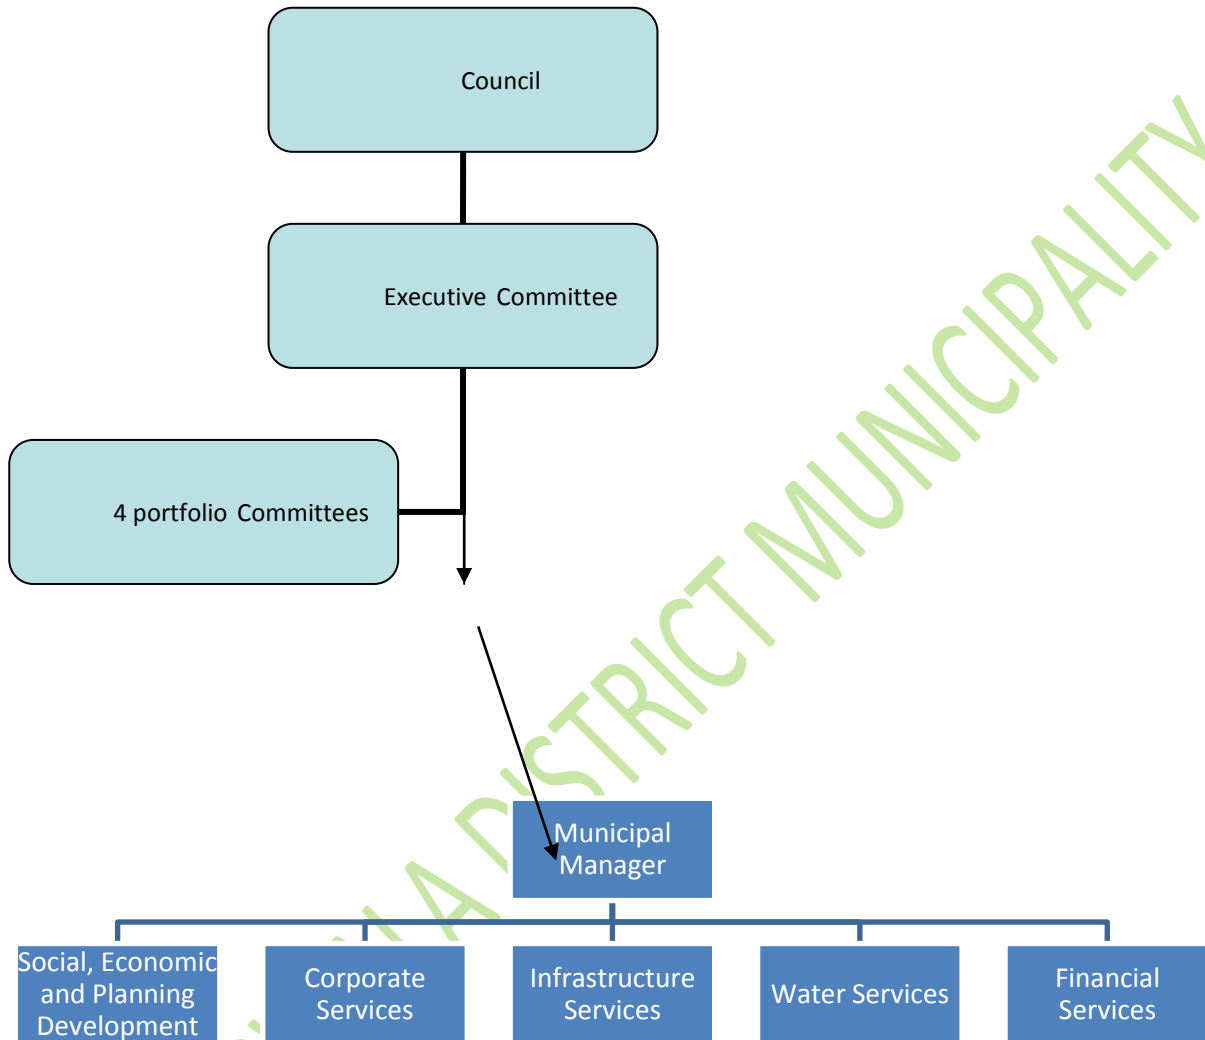 Council
Executive Committee
4 portfolio Committees
Municipal
Manager
Social, Economic
and Planning
Development
Corporate
Services
Infrastructure
Services
Water Services
Financial
Services
DISTRICT MUNICIPALITY